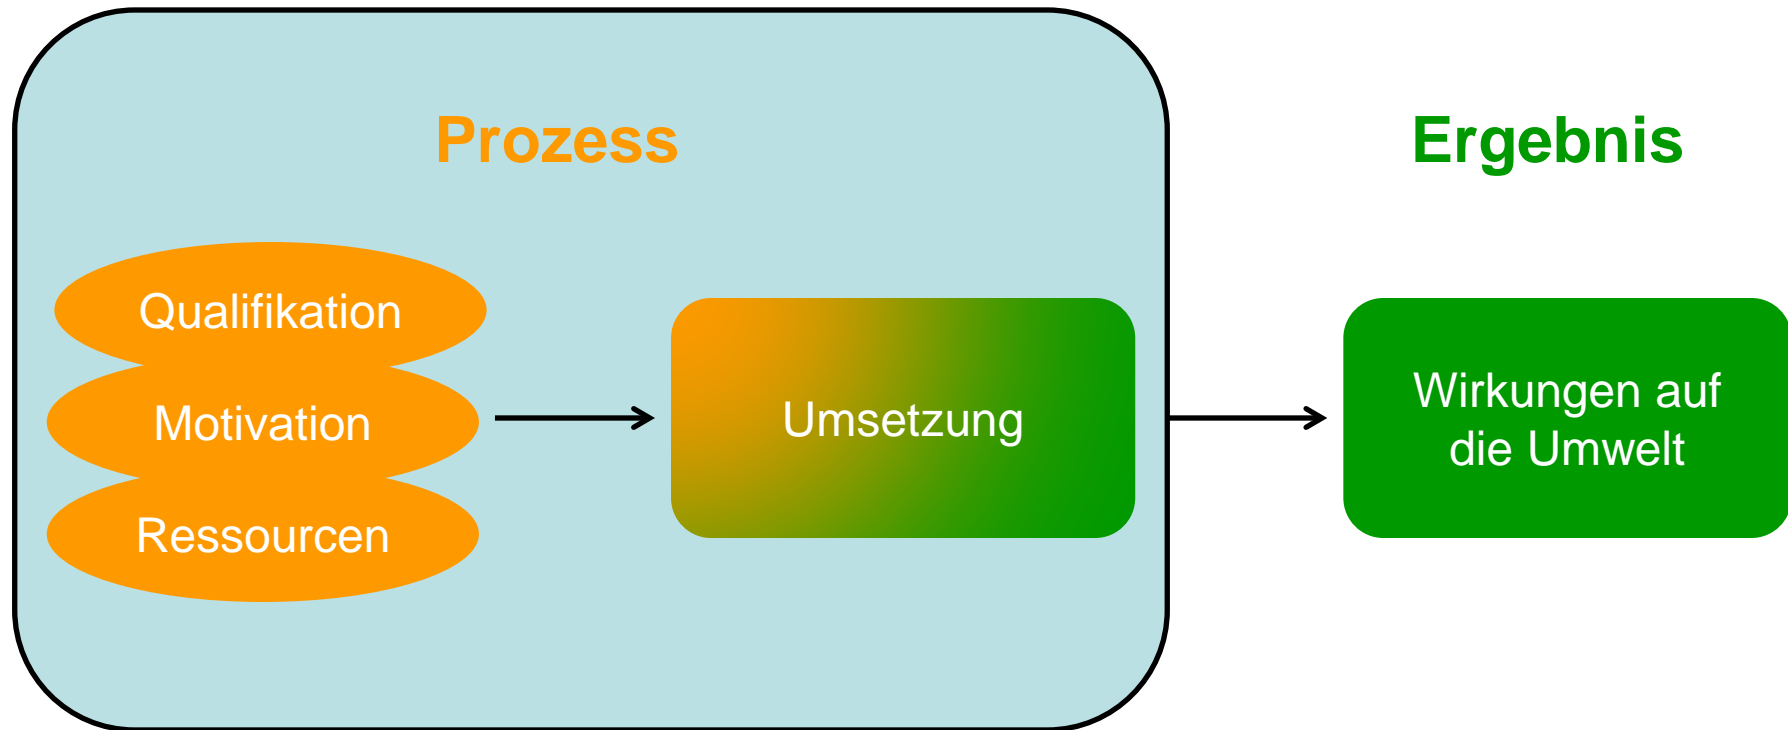 Prozess
Ergebnis
Qualifikation
Motivation
Ressourcen
Umsetzung
Wirkungen auf
die Umwelt